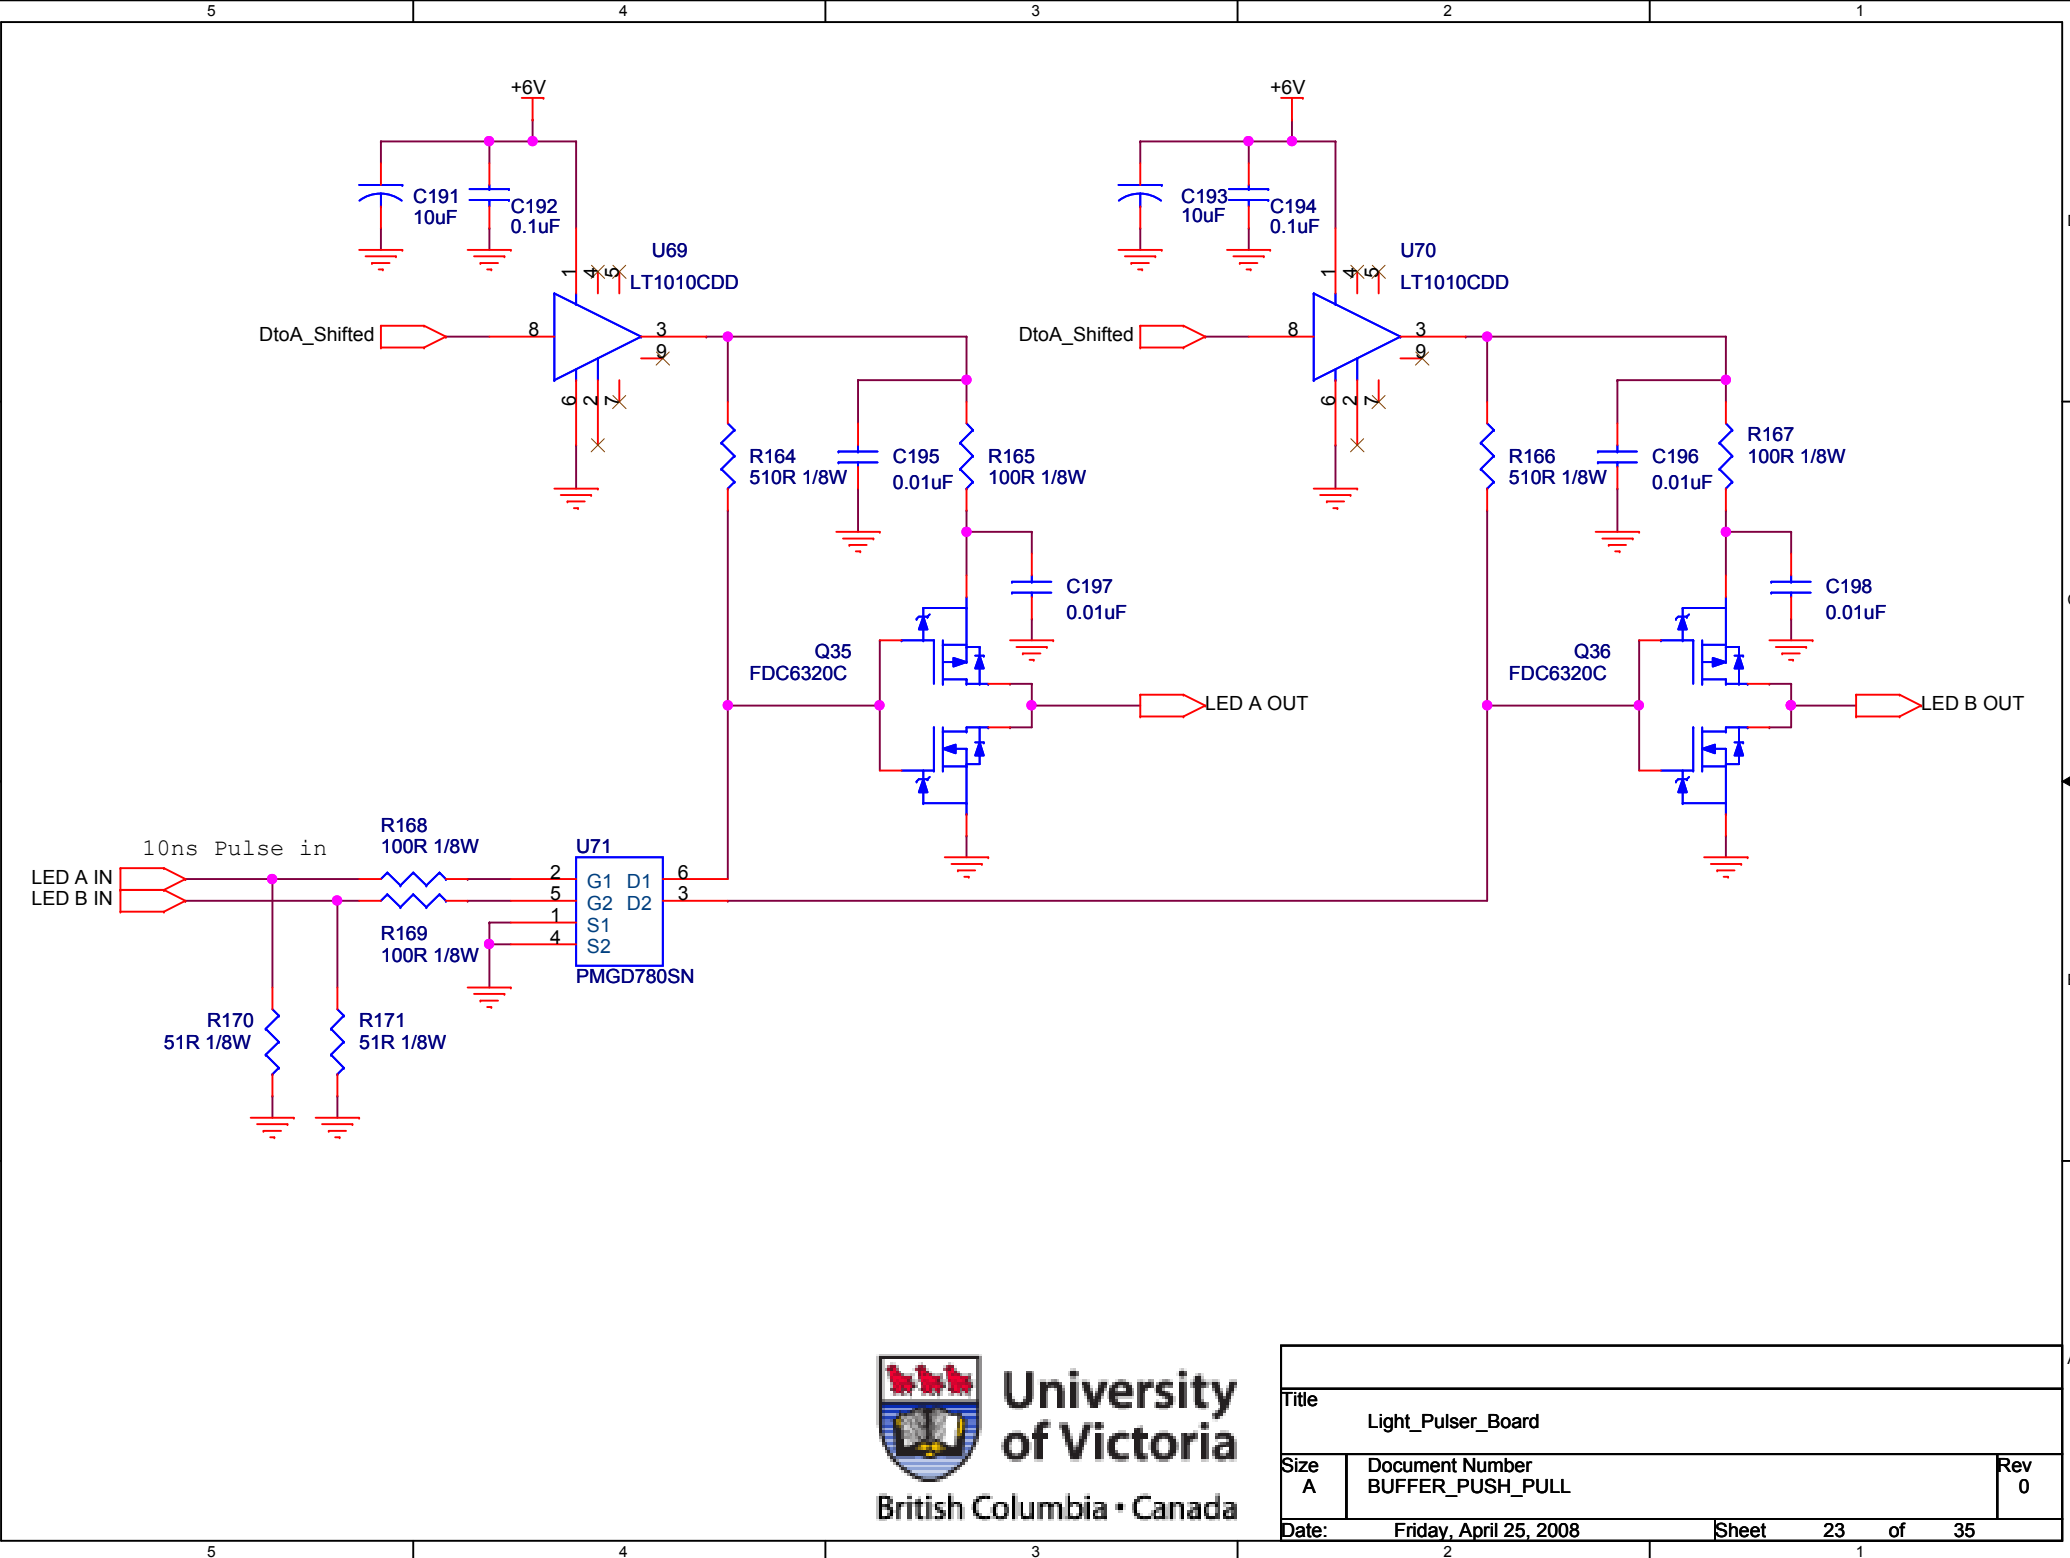 5 4 3 2 1
+6V +6V
C191
10uF
C192
0.1uF
C193
10uF
C194
0.1uF
U69
LT1010CDD
U70
LT1010CDD
1 4 5
1 4 5
DtoA_Shifted 8 3
9
6 2 7
DtoA_Shifted 8 3
9
6 2 7
R164
510R 1/8W
C195
0.01uF
R165
100R 1/8W
R166
510R 1/8W
C196
0.01uF
R167
100R 1/8W
C197
0.01uF
C198
0.01uF
Q35
FDC6320C
Q36
FDC6320C
LED A OUT
LED B OUT
10ns Pulse in
R168
100R 1/8W
U71
LED A IN 2 G1 D1 6
LED B IN 5 G2 D2 3
1 S1
4 S2
R169
100R 1/8W
PMGD780SN
R170
51R 1/8W
R171
51R 1/8W
University
of Victoria
British Columbia • Canada
Title
Light_Pulser_Board
Size Document Number Rev
A BUFFER_PUSH_PULL 0
Date: Friday, April 25, 2008 Sheet 23 of 35
5 4 3 2 1